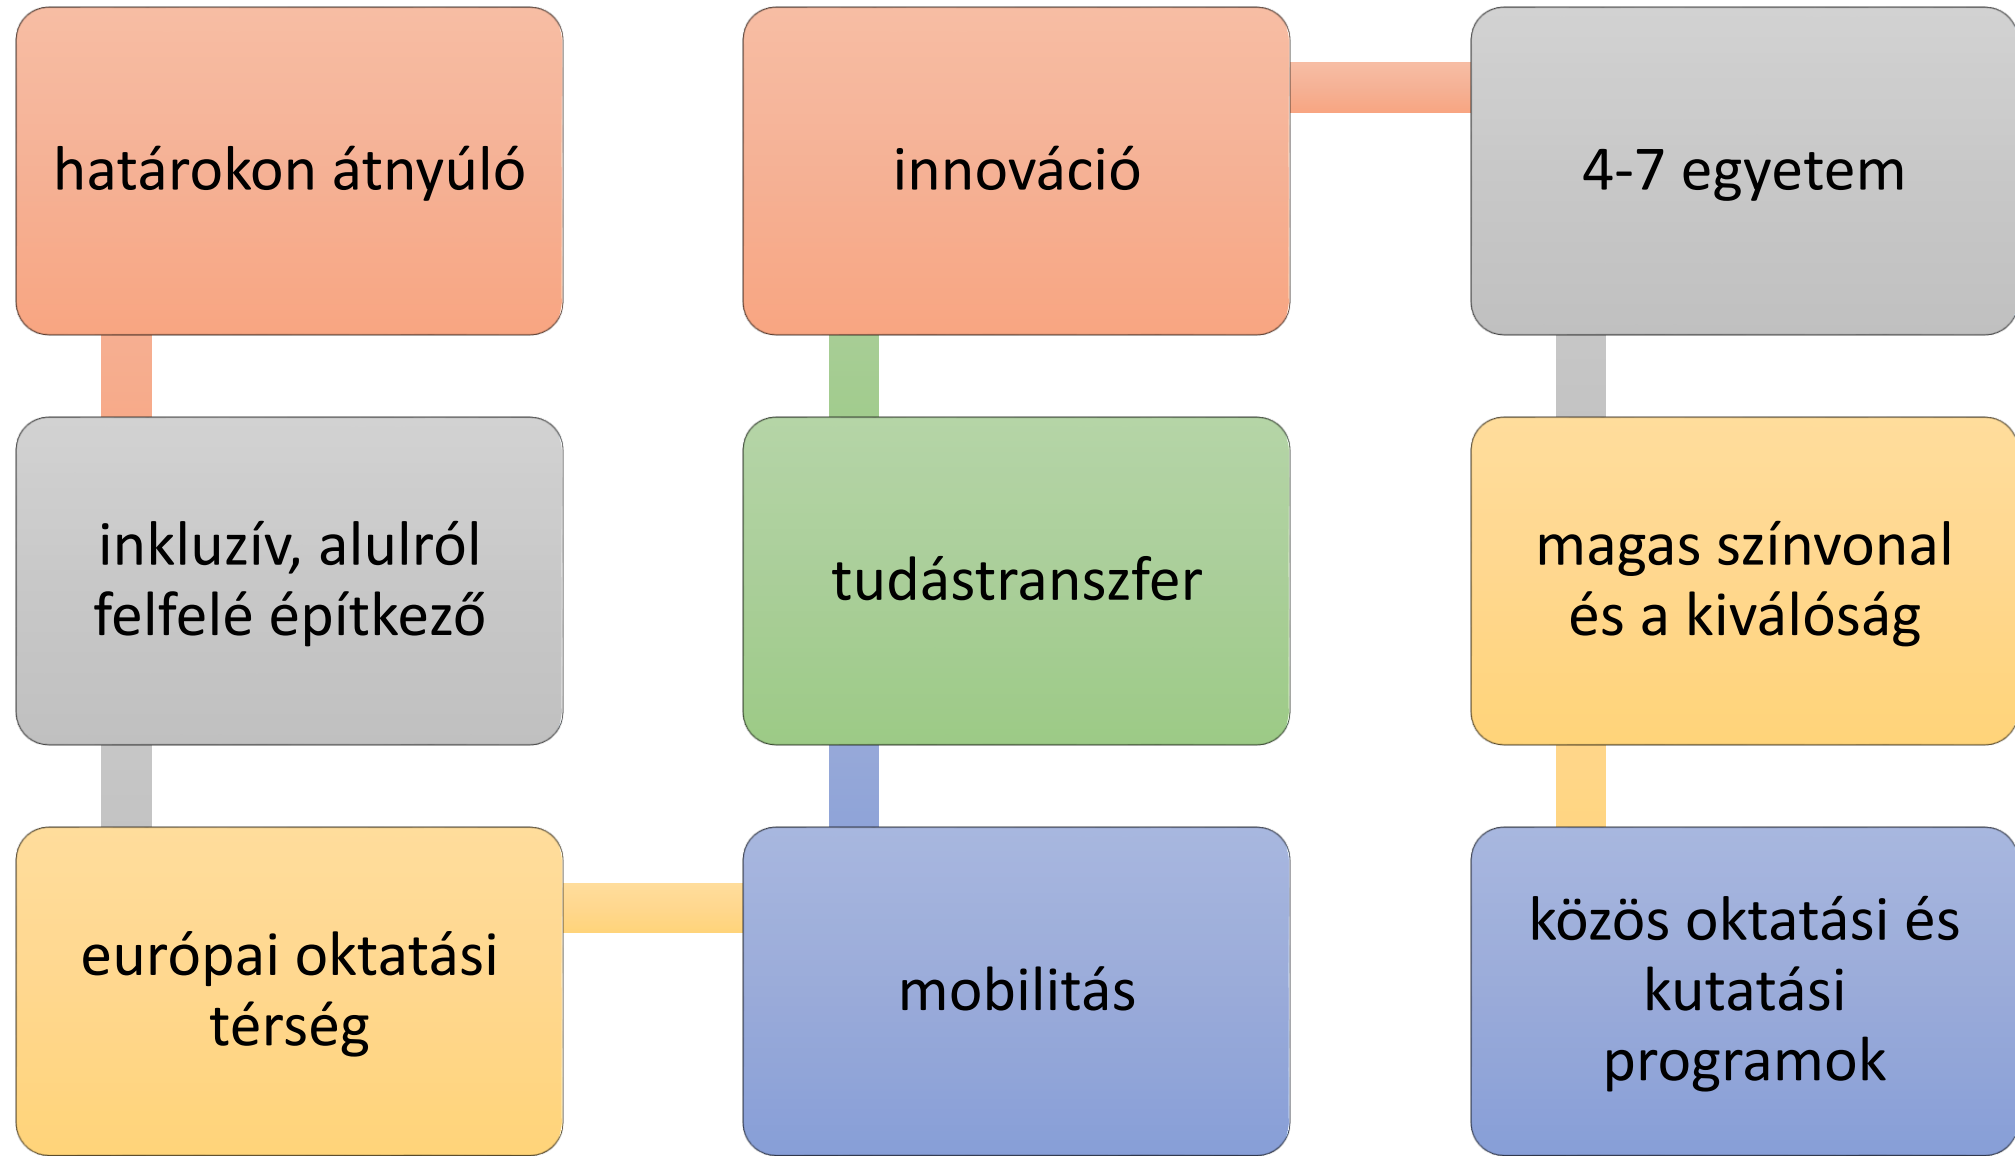 határokon átnyúló
inkluzív, alulról
felfelé építkező
európai oktatási
térség
mobilitás
tudástranszfer
innováció
4-7 egyetem
magas színvonal
és a kiválóság
közös oktatási és
kutatási
programok